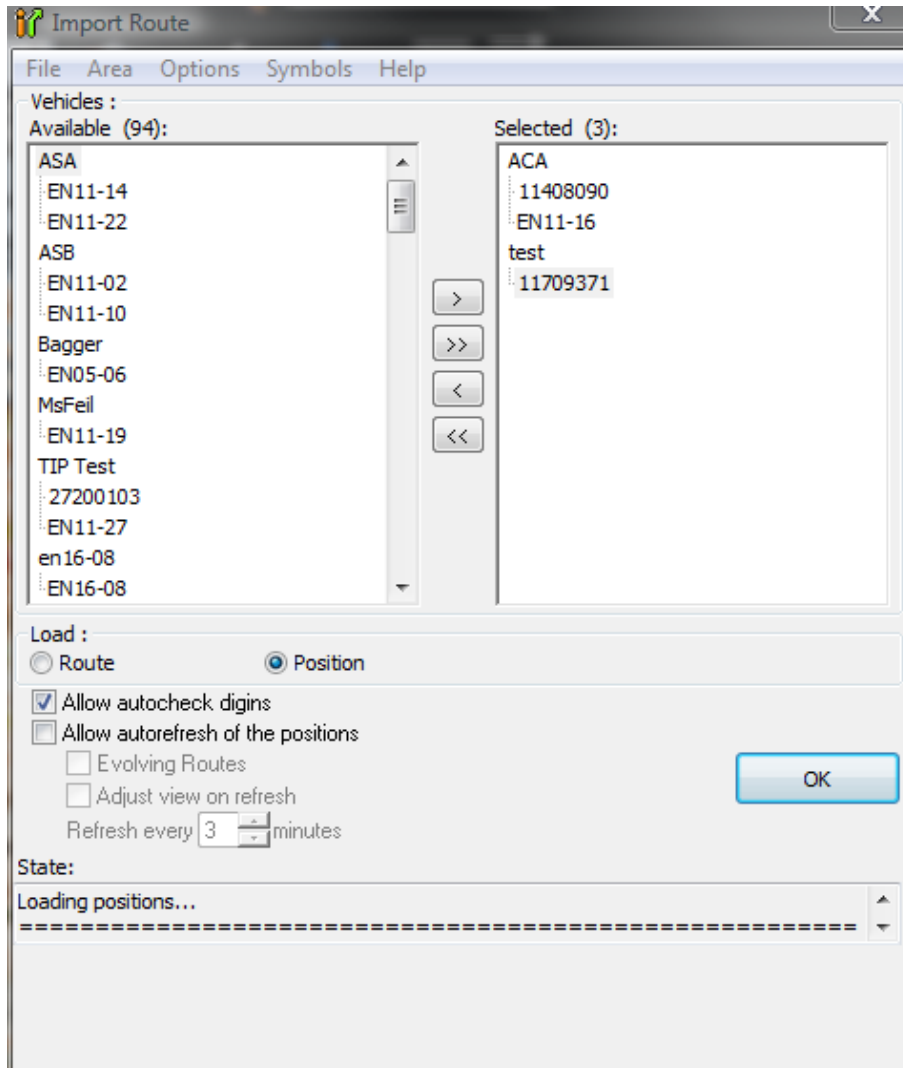 Import Route
File Area Options Symbols Help
Vehicles :
Available (94):
ASA
EN11-14
EN11-22
ASB
EN11-02
EN11-10
Bagger
EN05-06
MsFeil
EN11-19
TIP Test
27200103
EN11-27
en16-08
EN16-08
>
>>
<
<<
Selected (3):
ACA
11408090
EN11-16
test
11709371
Load :
Route Position
Allow autocheck digins
Allow autorefresh of the positions
Evolving Routes
Adjust view on refresh
Refresh every 3 minutes
OK
State:
Loading positions...
=======================================================